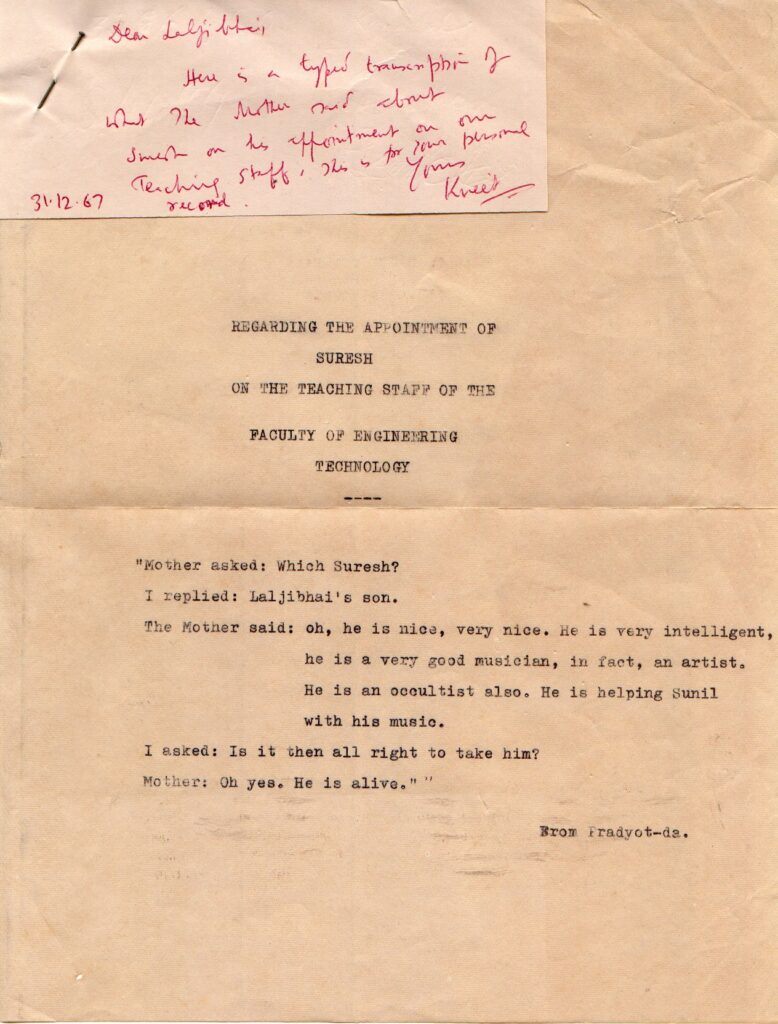 Dear Laljibhai,
Here is a typed transcription of
what The Mother said about
Suresh on his appointment on our
Teaching Staff. This is for your personal
record.
Yours
Kireet
31.12.67
REGARDING THE APPOINTMENT OF
SURESH
ON THE TEACHING STAFF OF THE
FACULTY OF ENGINEERING
TECHNOLOGY
----
"Mother asked: Which Suresh?
I replied: Laljibhai's son.
The Mother said: oh, he is nice, very nice. He is very intelligent,
he is a very good musician, in fact, an artist.
He is an occultist also. He is helping Sunil
with his music.
I asked: Is it then all right to take him?
Mother: Oh yes. He is alive." "
From Pradyot-da.